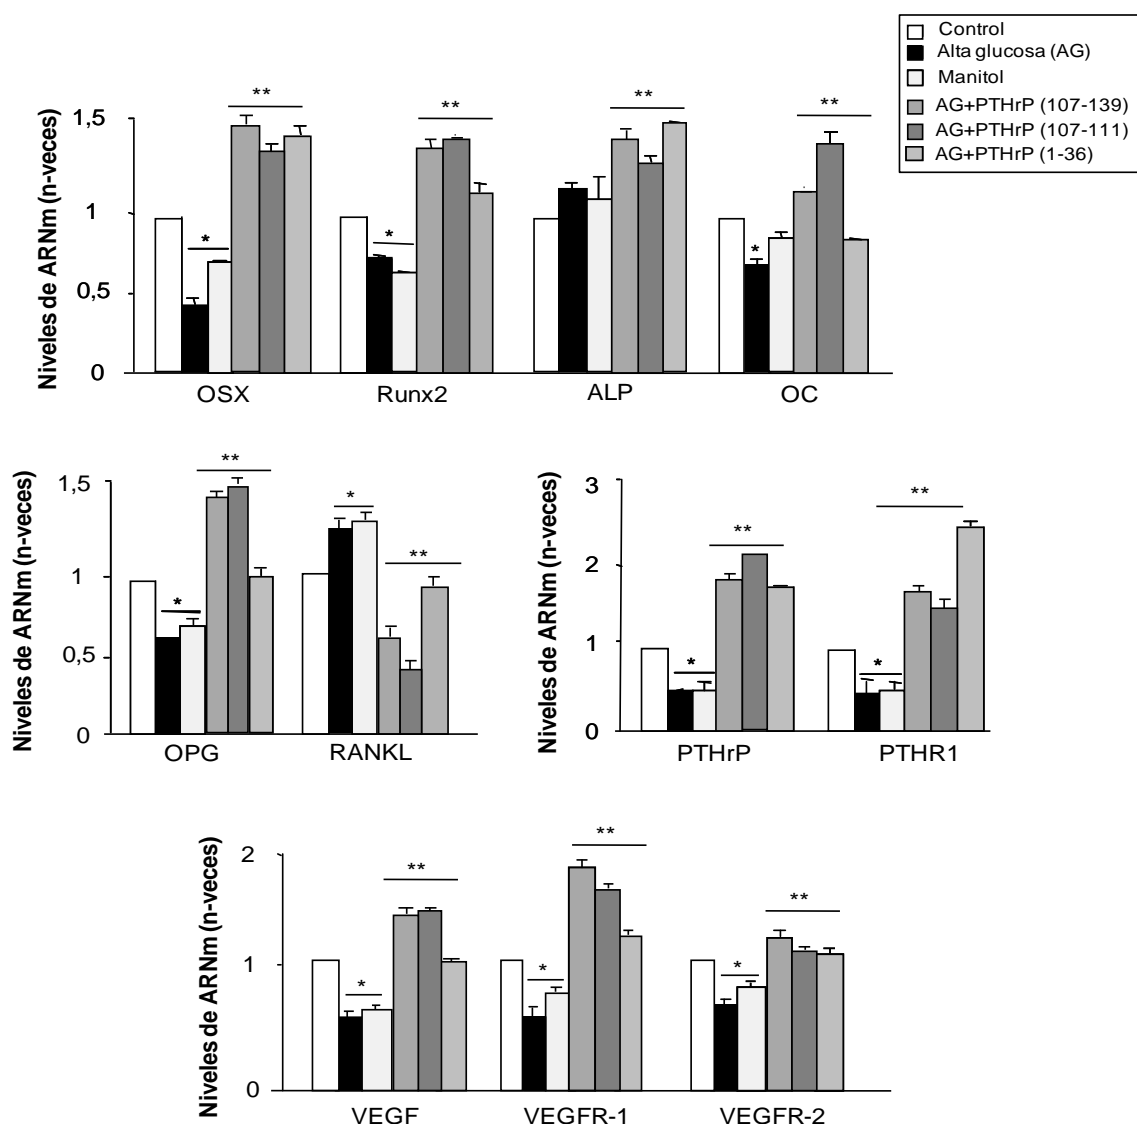 Control
Alta glucosa (AG)
Manitol
AG+PTHrP (107-139)
AG+PTHrP (107-111)
AG+PTHrP (1-36)
Niveles de ARNm (n-veces)
1,5
1
0,5
0
**
*
**
*
**
**
*
OSX
Runx2
ALP
OC
Niveles de ARNm (n-veces)
1,5
1
0,5
0
**
*
*
**
OPG
RANKL
Niveles de ARNm (n-veces)
3
2
1
0
**
*
**
*
PTHrP
PTHR1
Niveles de ARNm (n-veces)
2
1
0
**
*
**
*
**
*
VEGF
VEGFR-1
VEGFR-2